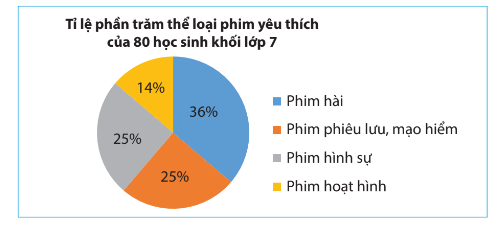 Tỉ lệ phần trăm thể loại phim yêu thích
của 80 học sinh khối lớp 7
14%
36%
25%
25%
Phim hài
Phim phiêu lưu, mạo hiểm
Phim hình sự
Phim hoạt hình